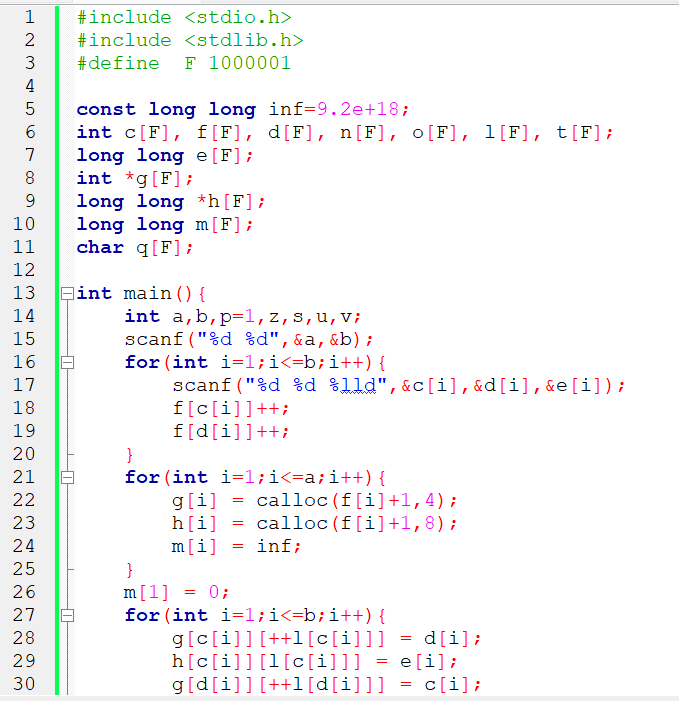 1 #include <stdio.h>
2 #include <stdlib.h>
3 #define  F 1000001
4
5 const long long inf=9.2e+18;
6 int c[F], f[F], d[F], n[F], o[F], l[F], t[F];
7 long long e[F];
8 int *g[F];
9 long long *h[F];
10 long long m[F];
11 char q[F];
12
13 int main(){
14     int a,b,p=1,z,s,u,v;
15     scanf("%d %d",&a,&b);
16     for(int i=1;i<=b;i++){
17         scanf("%d %d %lld",&c[i],&d[i],&e[i]);
18         f[c[i]]++;
19         f[d[i]]++;
20     }
21     for(int i=1;i<=a;i++){
22         g[i] = calloc(f[i]+1,4);
23         h[i] = calloc(f[i]+1,8);
24         m[i] = inf;
25     }
26     m[1] = 0;
27     for(int i=1;i<=b;i++){
28         g[c[i]][++l[c[i]]] = d[i];
29         h[c[i]][l[c[i]]] = e[i];
30         g[d[i]][++l[d[i]]] = c[i];